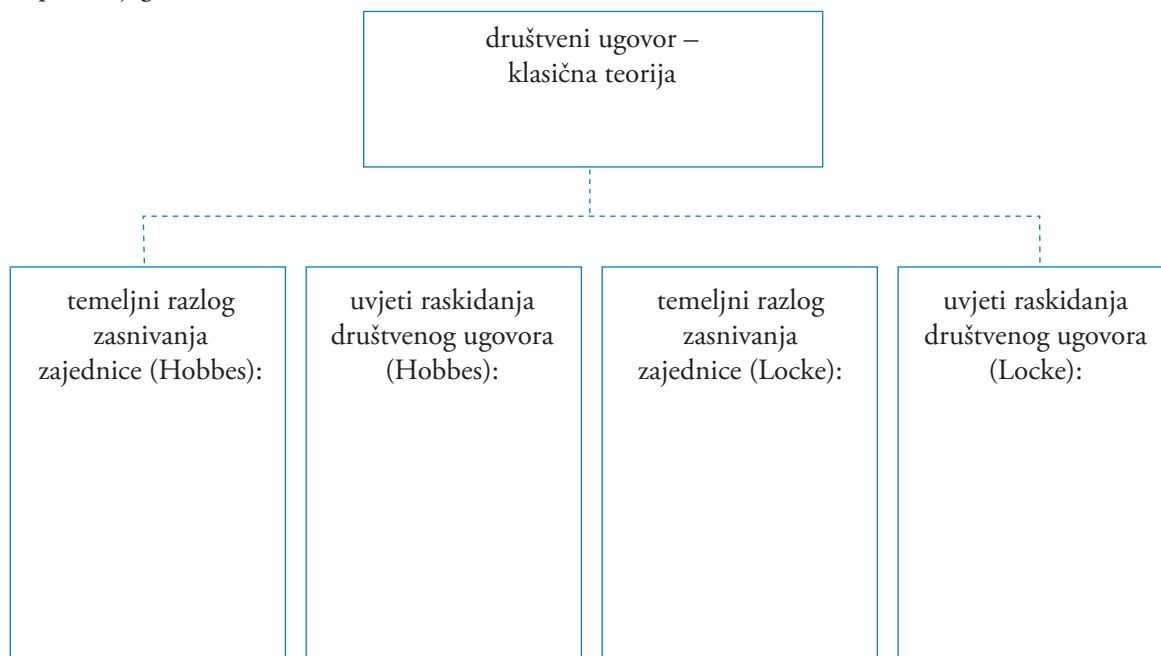 društveni ugovor –
klasična teorija
temeljni razlog
zasnivanja
zajednice (Hobbes):
uvjeti raskidanja
društvenog ugovora
(Hobbes):
temeljni razlog
zasnivanja
zajednice (Locke):
uvjeti raskidanja
društvenog ugovora
(Locke):